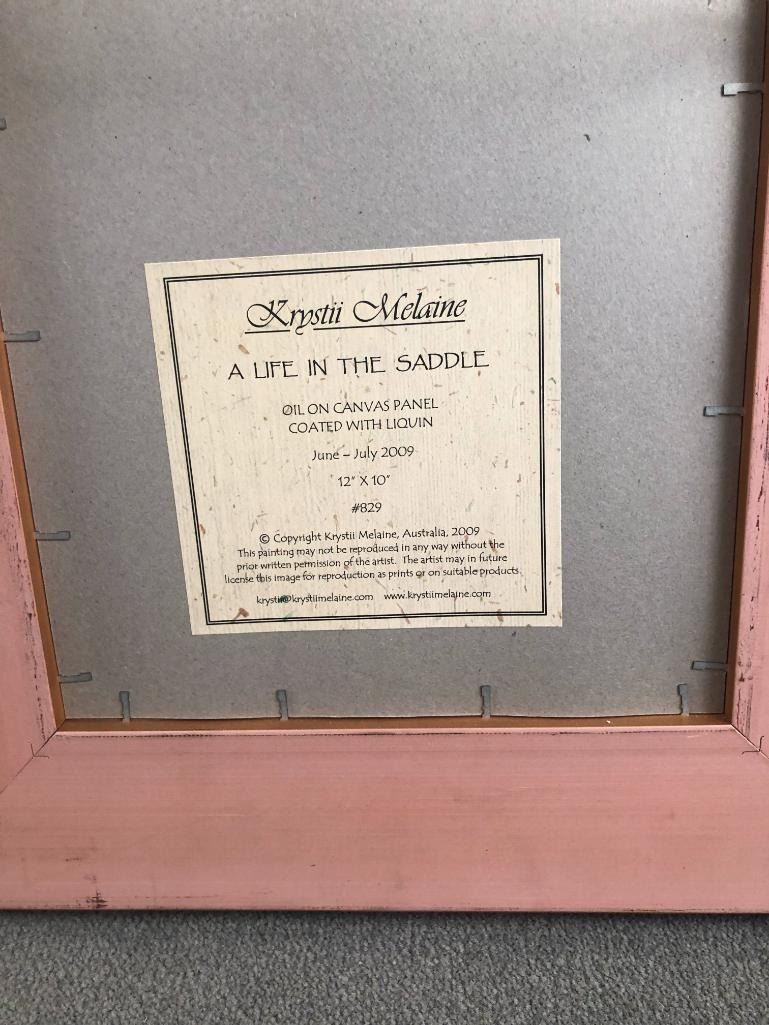 Krystii Melaine
A LIFE IN THE SADDLE
OIL ON CANVAS PANEL
COATED WITH LIQUIN
June – July 2009
12" X 10"
#829
© Copyright Krystii Melaine, Australia, 2009
This painting may not be reproduced in any way without the
prior written permission of the artist. The artist may in future
license this image for reproduction as prints or on suitable products.
krystii@krystiimelaine.com www.krystiimelaine.com